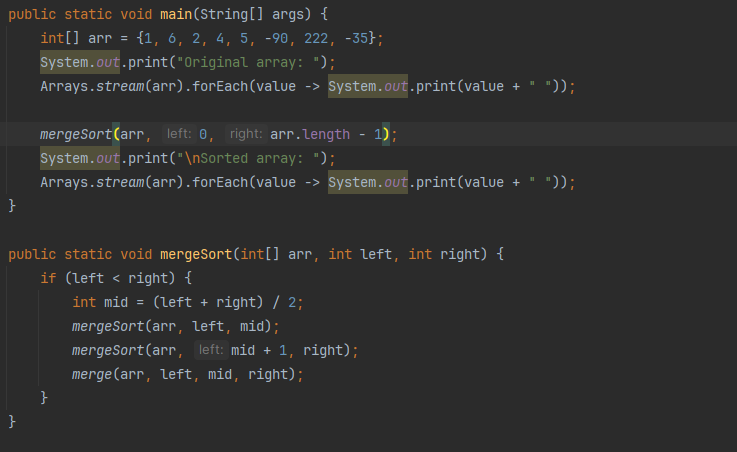 public static void main(String[] args) {
int[] arr = {1, 6, 2, 4, 5, -90, 222, -35};
System.out.print("Original array: ");
Arrays.stream(arr).forEach(value -> System.out.print(value + " "));
mergeSort(arr, left: 0, right: arr.length - 1);
System.out.print("\nSorted array: ");
Arrays.stream(arr).forEach(value -> System.out.print(value + " "));
}
public static void mergeSort(int[] arr, int left, int right) {
if (left < right) {
int mid = (left + right) / 2;
mergeSort(arr, left, mid);
mergeSort(arr, left: mid + 1, right);
merge(arr, left, mid, right);
}
}